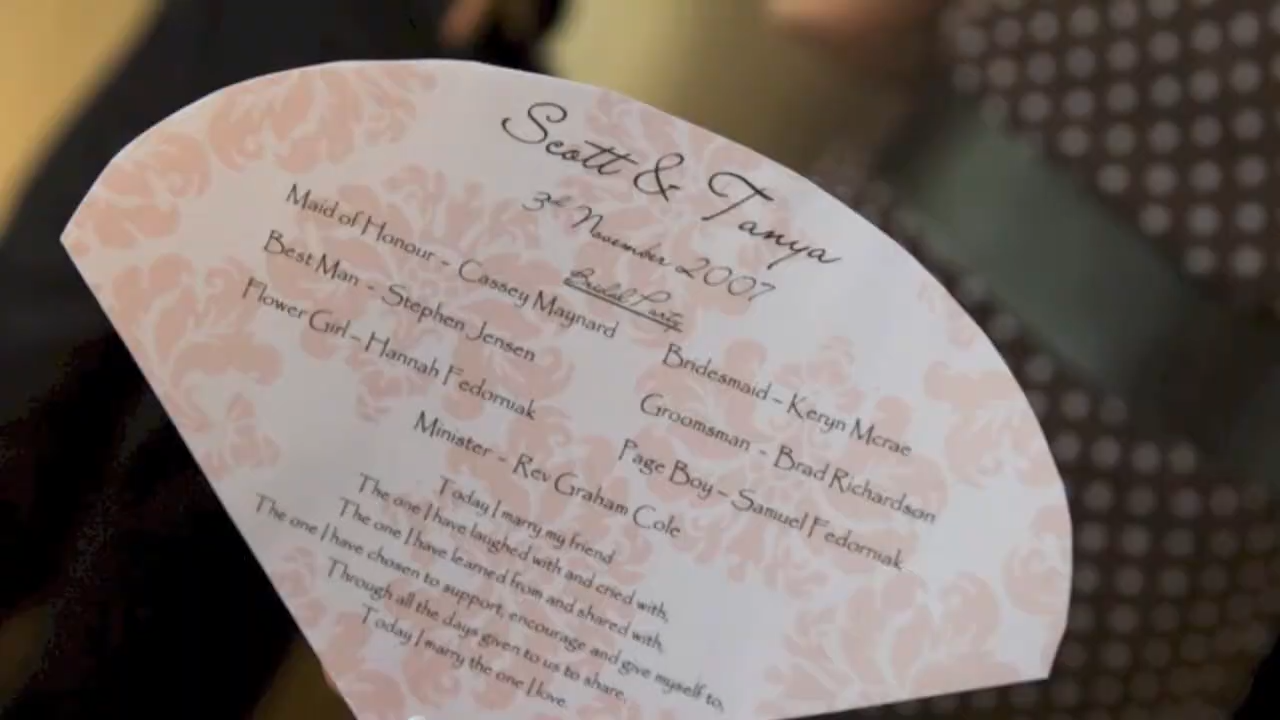 Scott & Tanya
3rd November 2007
Bridal Party
Maid of Honour - Cassey Maynard
Bridesmaid - Keryn Mcrae
Best Man - Stephen Jensen
Groomsman - Brad Richardson
Flower Girl - Hannah Fedorniak
Page Boy - Samuel Fedorniak
Minister - Rev Graham Cole
Today I marry my friend
The one I have laughed with and cried with,
The one I have learned from and shared with,
The one I have chosen to support, encourage and give myself to,
Through all the days given to us to share,
Today I marry the one I love.